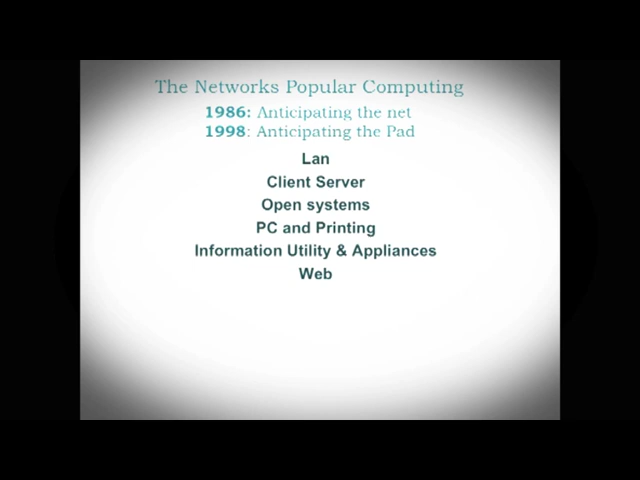 The Networks Popular Computing
1986: Anticipating the net
1998: Anticipating the Pad
Lan
Client Server
Open systems
PC and Printing
Information Utility & Appliances
Web